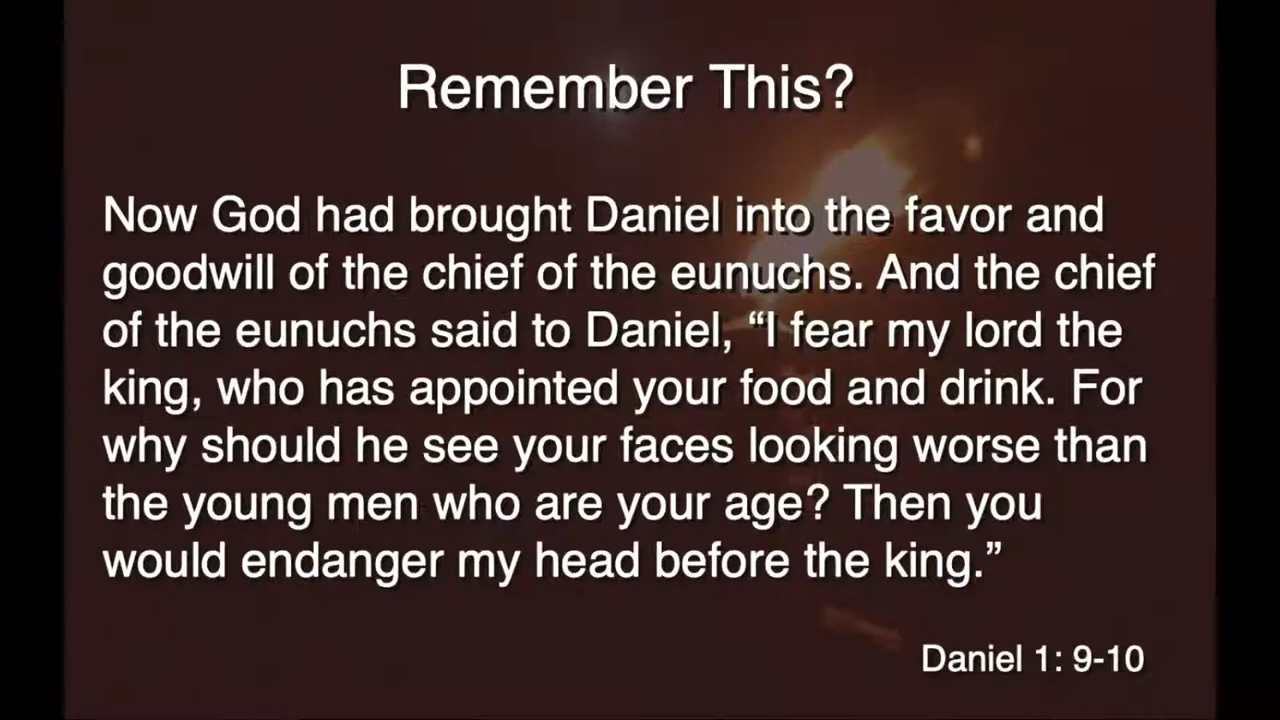 Remember This?
Now God had brought Daniel into the favor and
goodwill of the chief of the eunuchs. And the chief
of the eunuchs said to Daniel, “I fear my lord the
king, who has appointed your food and drink. For
why should he see your faces looking worse than
the young men who are your age? Then you
would endanger my head before the king.”
Daniel 1: 9-10